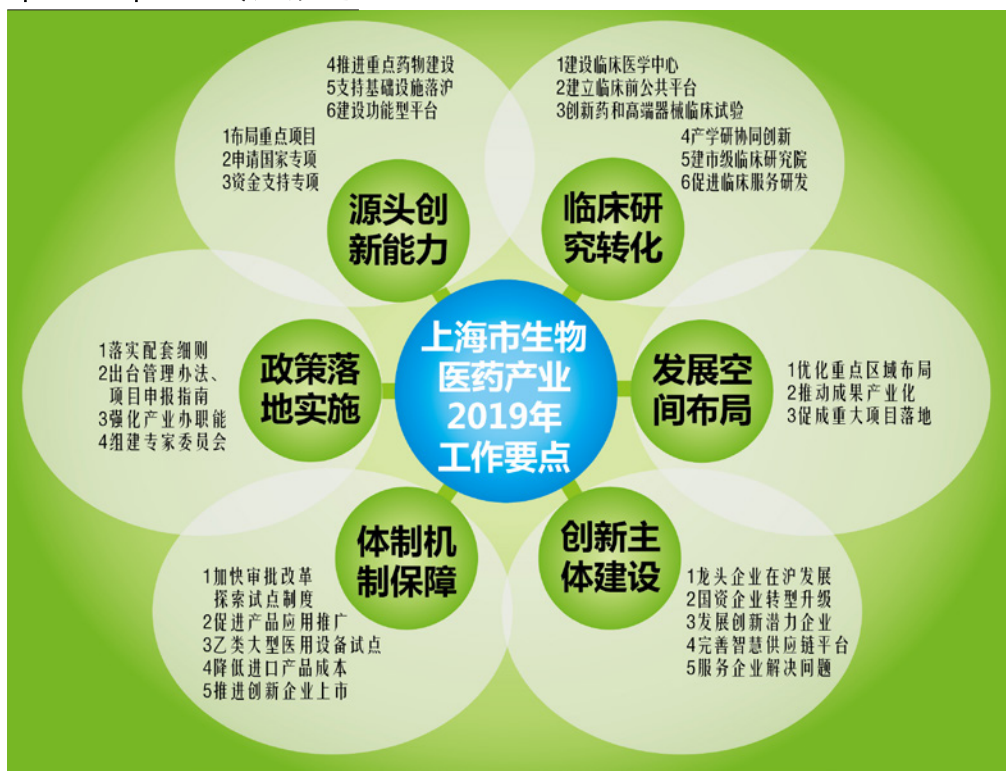 上海市生物
医药产业
2019年
工作要点
源头创
新能力
1布局重点项目
2申请国家专项
3资金支持专项
4推进重点药物建设
5支持基础设施落沪
6建设功能型平台
临床研
究转化
1建设临床医学中心
2建立临床前公共平台
3创新药和高端器械临床试验
4产学研协同创新
5建市级临床研究院
6促进临床服务研发
发展空
间布局
1优化重点区域布局
2推动成果产业化
3促成重大项目落地
创新主
体建设
1龙头企业在沪发展
2国资企业转型升级
3发展创新潜力企业
4完善智慧供应链平台
5服务企业解决问题
体制机
制保障
1加快审批改革
探索试点制度
2促进产品应用推广
3乙类大型医用设备试点
4降低进口产品成本
5推进创新企业上市
政策落
地实施
1落实配套细则
2出台管理办法、
项目申报指南
3强化产业办职能
4组建专家委员会